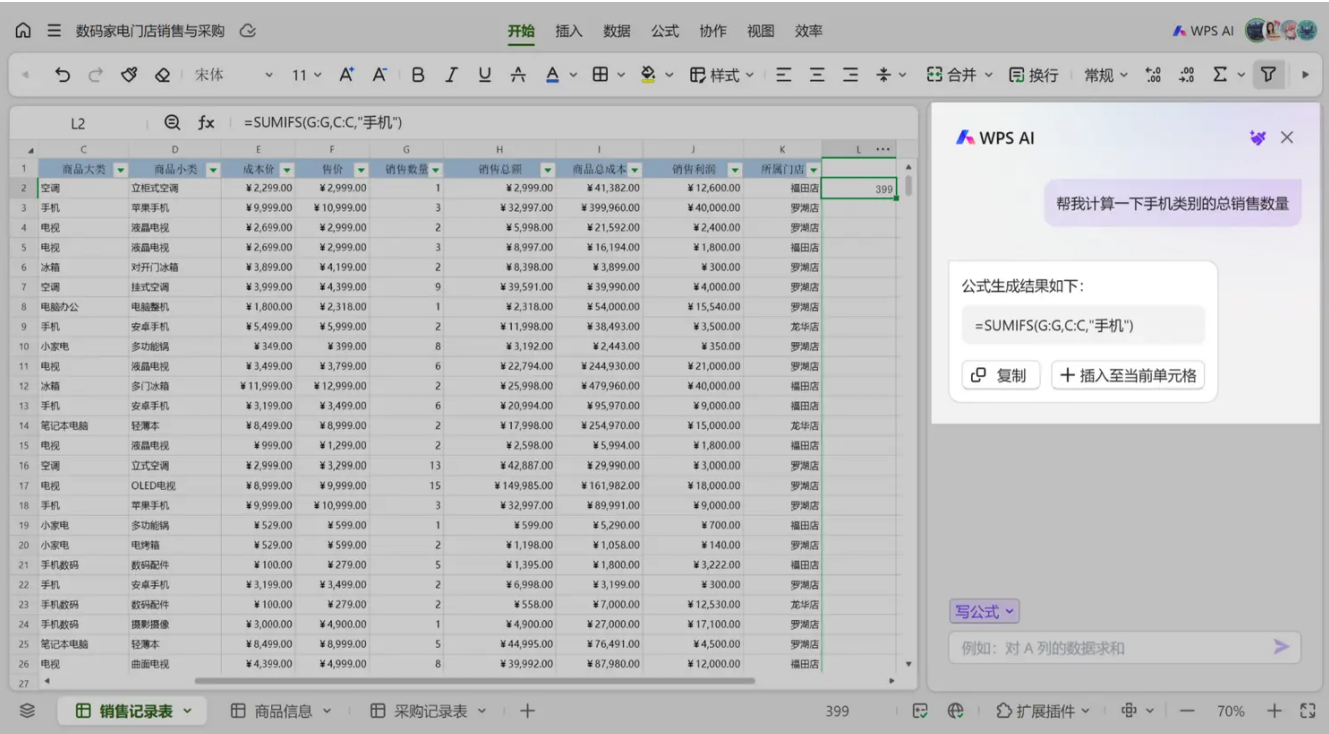 数码家电门店销售与采购
开始 插入 数据 公式 协作 视图 效率
WPS AI
宋体 11 A+ A- B I U A A 样式 合并 换行 常规 .00 .00 Σ
L2 fx =SUMIFS(G:G,C:C,"手机")
C D E F G H I J K L
1 商品大类 商品小类 成本价 售价 销售数量 销售总额 商品总成本 销售利润 所属门店
2 空调 立柜式空调 ¥2,299.00 ¥2,999.00 1 ¥2,999.00 ¥41,382.00 ¥12,600.00 福田店 399
3 手机 苹果手机 ¥9,999.00 ¥10,999.00 3 ¥32,997.00 ¥399,960.00 ¥40,000.00 罗湖店
4 电视 液晶电视 ¥2,699.00 ¥2,999.00 2 ¥5,998.00 ¥21,592.00 ¥2,400.00 罗湖店
5 电视 液晶电视 ¥2,699.00 ¥2,999.00 3 ¥8,997.00 ¥16,194.00 ¥1,800.00 福田店
6 冰箱 对开门冰箱 ¥3,899.00 ¥4,199.00 2 ¥8,398.00 ¥3,899.00 ¥300.00 罗湖店
7 空调 挂式空调 ¥3,999.00 ¥4,399.00 9 ¥39,591.00 ¥39,990.00 ¥4,000.00 罗湖店
8 电脑办公 电脑整机 ¥1,800.00 ¥2,318.00 1 ¥2,318.00 ¥54,000.00 ¥15,540.00 罗湖店
9 手机 安卓手机 ¥5,499.00 ¥5,999.00 2 ¥11,998.00 ¥38,493.00 ¥3,500.00 龙华店
10 小家电 多功能锅 ¥349.00 ¥399.00 8 ¥3,192.00 ¥2,443.00 ¥350.00 罗湖店
11 电视 液晶电视 ¥3,499.00 ¥3,799.00 6 ¥22,794.00 ¥244,930.00 ¥21,000.00 罗湖店
12 冰箱 多门冰箱 ¥11,999.00 ¥12,999.00 2 ¥25,998.00 ¥479,960.00 ¥40,000.00 福田店
13 手机 安卓手机 ¥3,199.00 ¥3,499.00 6 ¥20,994.00 ¥95,970.00 ¥9,000.00 福田店
14 笔记本电脑 轻薄本 ¥8,499.00 ¥8,999.00 2 ¥17,998.00 ¥254,970.00 ¥15,000.00 龙华店
15 电视 液晶电视 ¥999.00 ¥1,299.00 2 ¥2,598.00 ¥5,994.00 ¥1,800.00 福田店
16 空调 立式空调 ¥2,999.00 ¥3,299.00 13 ¥42,887.00 ¥29,990.00 ¥3,000.00 罗湖店
17 电视 OLED电视 ¥8,999.00 ¥9,999.00 15 ¥149,985.00 ¥161,982.00 ¥18,000.00 罗湖店
18 手机 苹果手机 ¥9,999.00 ¥10,999.00 3 ¥32,997.00 ¥89,991.00 ¥9,000.00 罗湖店
19 小家电 多功能锅 ¥529.00 ¥599.00 1 ¥599.00 ¥5,290.00 ¥700.00 福田店
20 小家电 电烤箱 ¥529.00 ¥599.00 2 ¥1,198.00 ¥1,058.00 ¥140.00 罗湖店
21 手机数码 数码配件 ¥100.00 ¥279.00 5 ¥1,395.00 ¥1,800.00 ¥3,222.00 福田店
22 手机 安卓手机 ¥3,199.00 ¥3,499.00 2 ¥6,998.00 ¥3,199.00 ¥300.00 罗湖店
23 手机数码 数码配件 ¥100.00 ¥279.00 2 ¥558.00 ¥7,000.00 ¥12,530.00 龙华店
24 手机数码 摄影摄像 ¥3,000.00 ¥4,900.00 1 ¥4,900.00 ¥27,000.00 ¥17,100.00 罗湖店
25 笔记本电脑 轻薄本 ¥8,499.00 ¥8,999.00 5 ¥44,995.00 ¥76,491.00 ¥4,500.00 罗湖店
26 电视 曲面电视 ¥4,399.00 ¥4,999.00 8 ¥39,992.00 ¥87,980.00 ¥12,000.00 福田店
27
WPS AI
帮我计算一下手机类别的总销售数量
公式生成结果如下：
=SUMIFS(G:G,C:C,"手机")
复制 插入至当前单元格
写公式
例如：对 A 列的数据求和
销售记录表 商品信息 采购记录表 399 扩展插件 70%